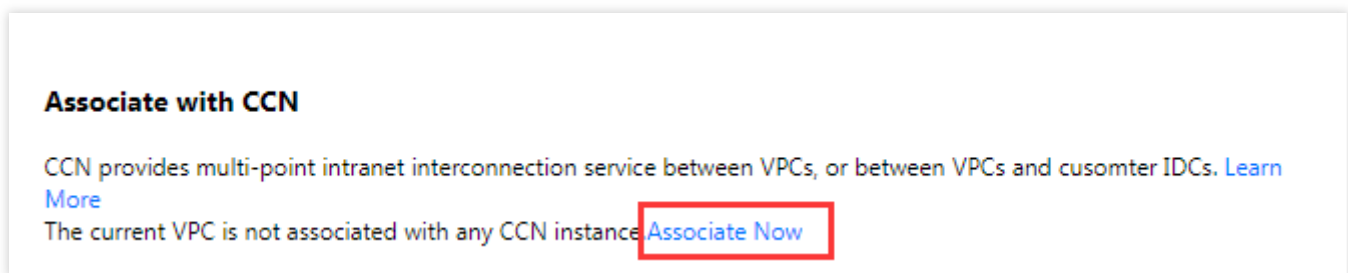 Associate with CCN
CCN provides multi-point intranet interconnection service between VPCs, or between VPCs and cusomter IDCs. Learn
More
The current VPC is not associated with any CCN instance.Associate Now